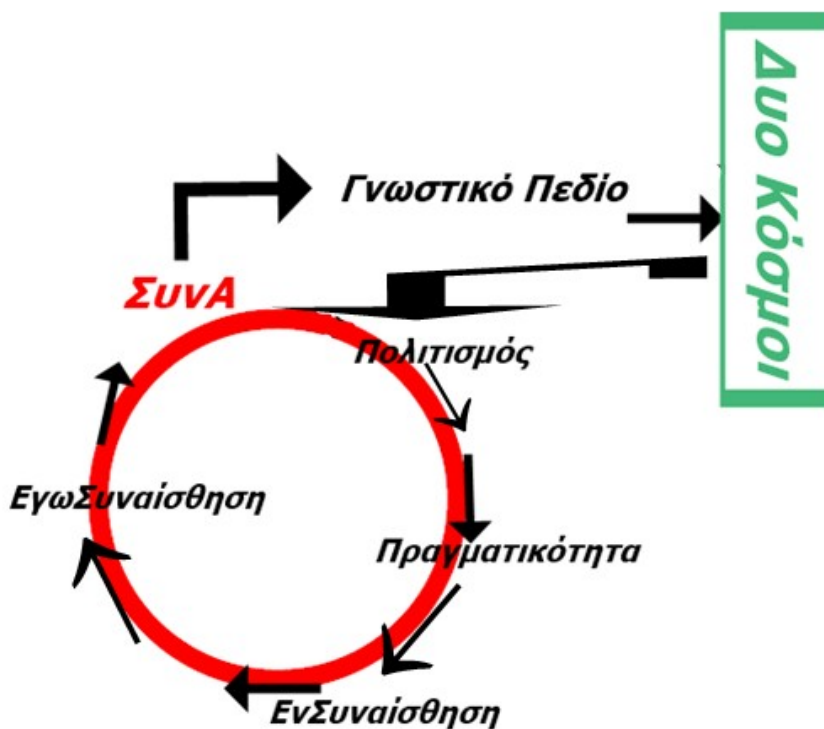 Δυο Κόσμοι
Γνωστικό Πεδίο
ΣυνΑ
Πολιτισμός
ΕγωΣυναίσθηση
Πραγματικότητα
ΕνΣυναίσθηση